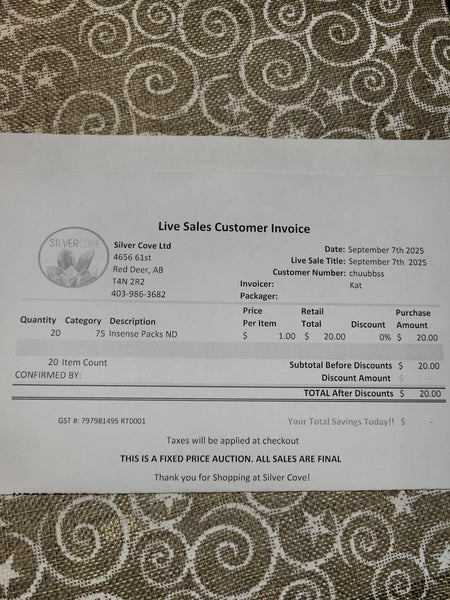 Live Sales Customer Invoice
SILVERCOVE
Silver Cove Ltd
4656 61st
Red Deer, AB
T4N 2R2
403-986-3682
Date: September 7th 2025
Live Sale Title: September 7th 2025
Customer Number: chuubbss
Invoicer: Kat
Packager:
Quantity Category Description Price Per Item Retail Total Discount Purchase Amount
20 75 Insense Packs ND $ 1.00 $ 20.00 0% $ 20.00
20 Item Count Subtotal Before Discounts $ 20.00
CONFIRMED BY: Discount Amount $ -
TOTAL After Discounts $ 20.00
GST #: 797981495 RT0001 Your Total Savings Today!! $ -
Taxes will be applied at checkout
THIS IS A FIXED PRICE AUCTION. ALL SALES ARE FINAL
Thank you for Shopping at Silver Cove!